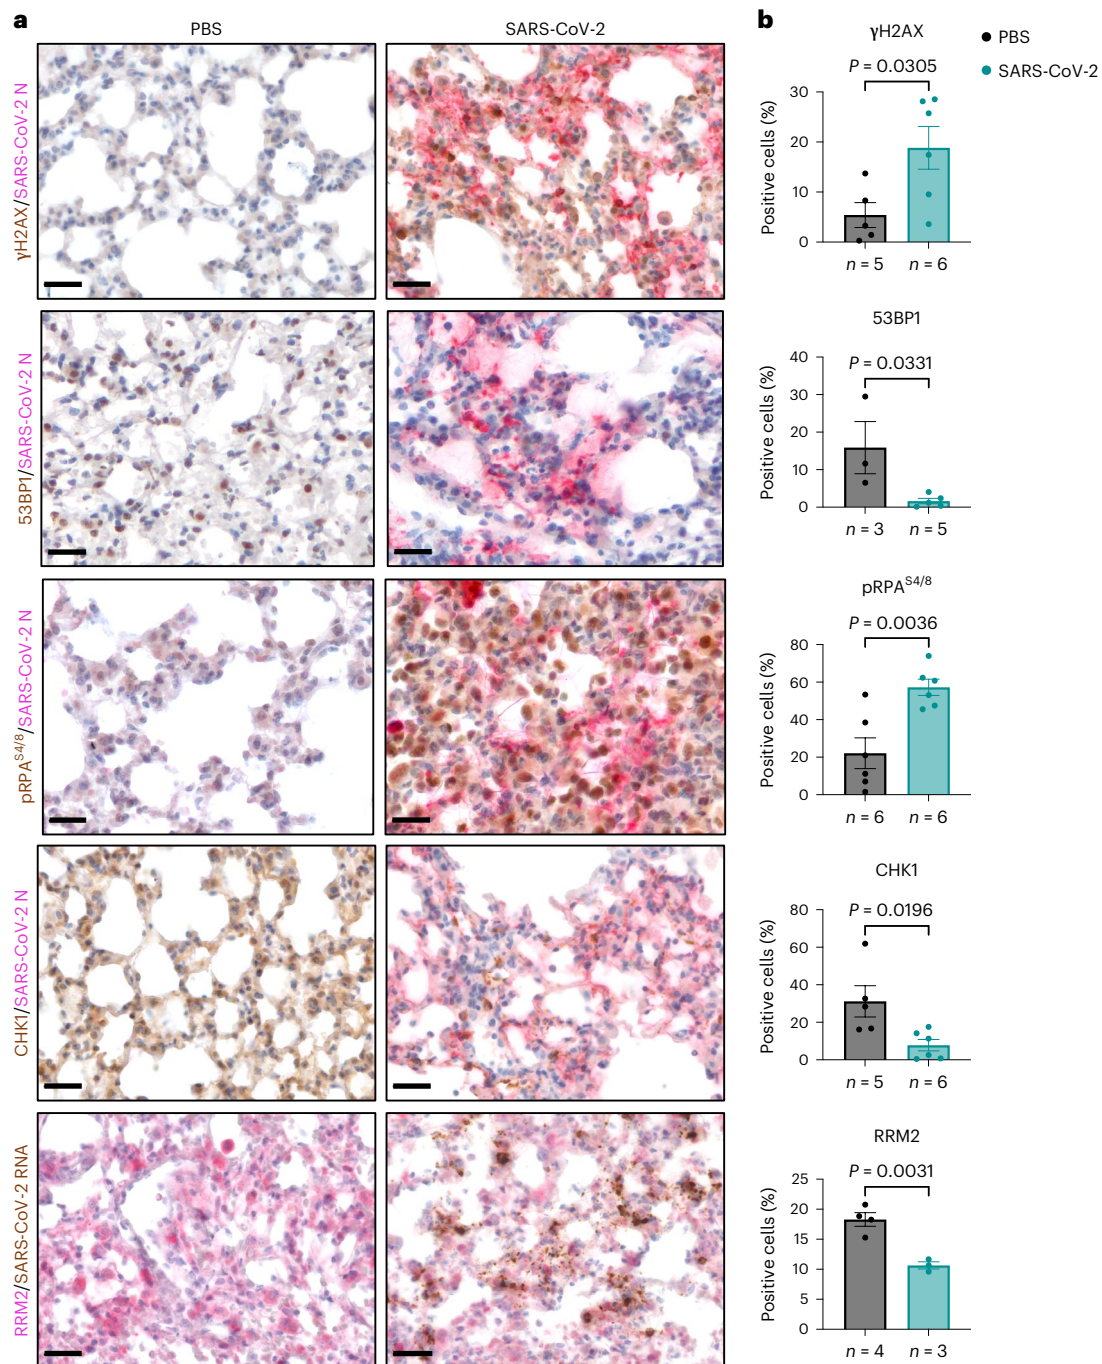 a
PBS
SARS-CoV-2
γH2AX/SARS-CoV-2 N
53BP1/SARS-CoV-2 N
pRPAS4/8/SARS-CoV-2 N
CHK1/SARS-CoV-2 N
RRM2/SARS-CoV-2 RNA
b
γH2AX
PBS
SARS-CoV-2
P = 0.0305
Positive cells (%)
30
20
10
0
n = 5
n = 6
53BP1
P = 0.0331
Positive cells (%)
40
30
20
10
0
n = 3
n = 5
pRPAS4/8
P = 0.0036
Positive cells (%)
80
60
40
20
0
n = 6
n = 6
CHK1
P = 0.0196
Positive cells (%)
80
60
40
20
0
n = 5
n = 6
RRM2
P = 0.0031
Positive cells (%)
25
20
15
10
5
0
n = 4
n = 3